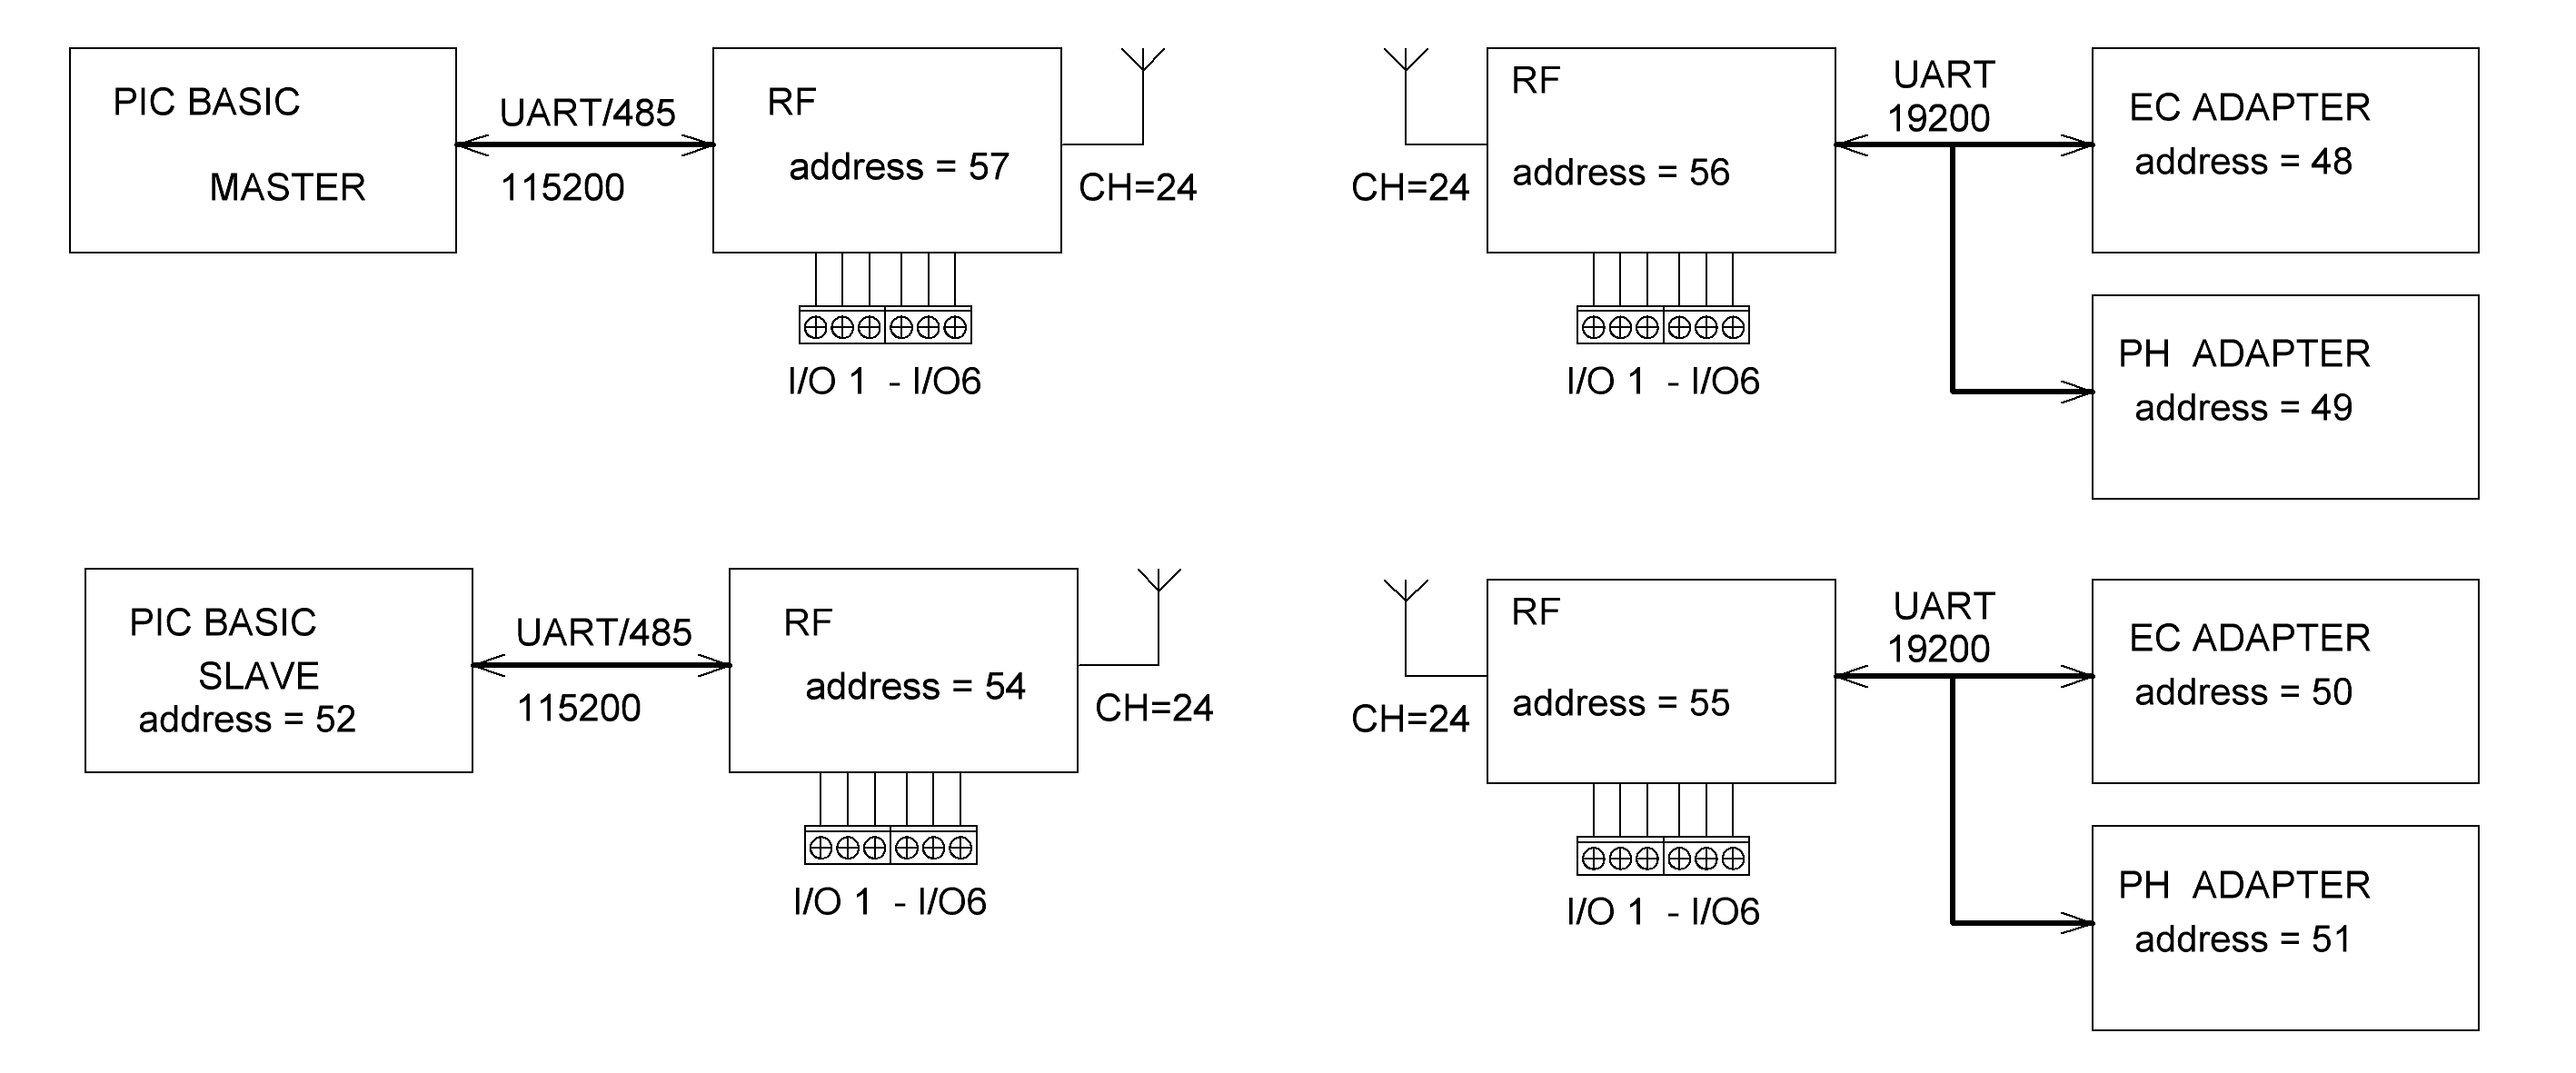 PIC BASIC
MASTER
UART/485
115200
RF
address = 57
CH=24
I/O 1 - I/O6
CH=24
RF
address = 56
I/O 1 - I/O6
UART
19200
EC ADAPTER
address = 48
PH ADAPTER
address = 49
PIC BASIC
SLAVE
address = 52
UART/485
115200
RF
address = 54
CH=24
I/O 1 - I/O6
CH=24
RF
address = 55
I/O 1 - I/O6
UART
19200
EC ADAPTER
address = 50
PH ADAPTER
address = 51